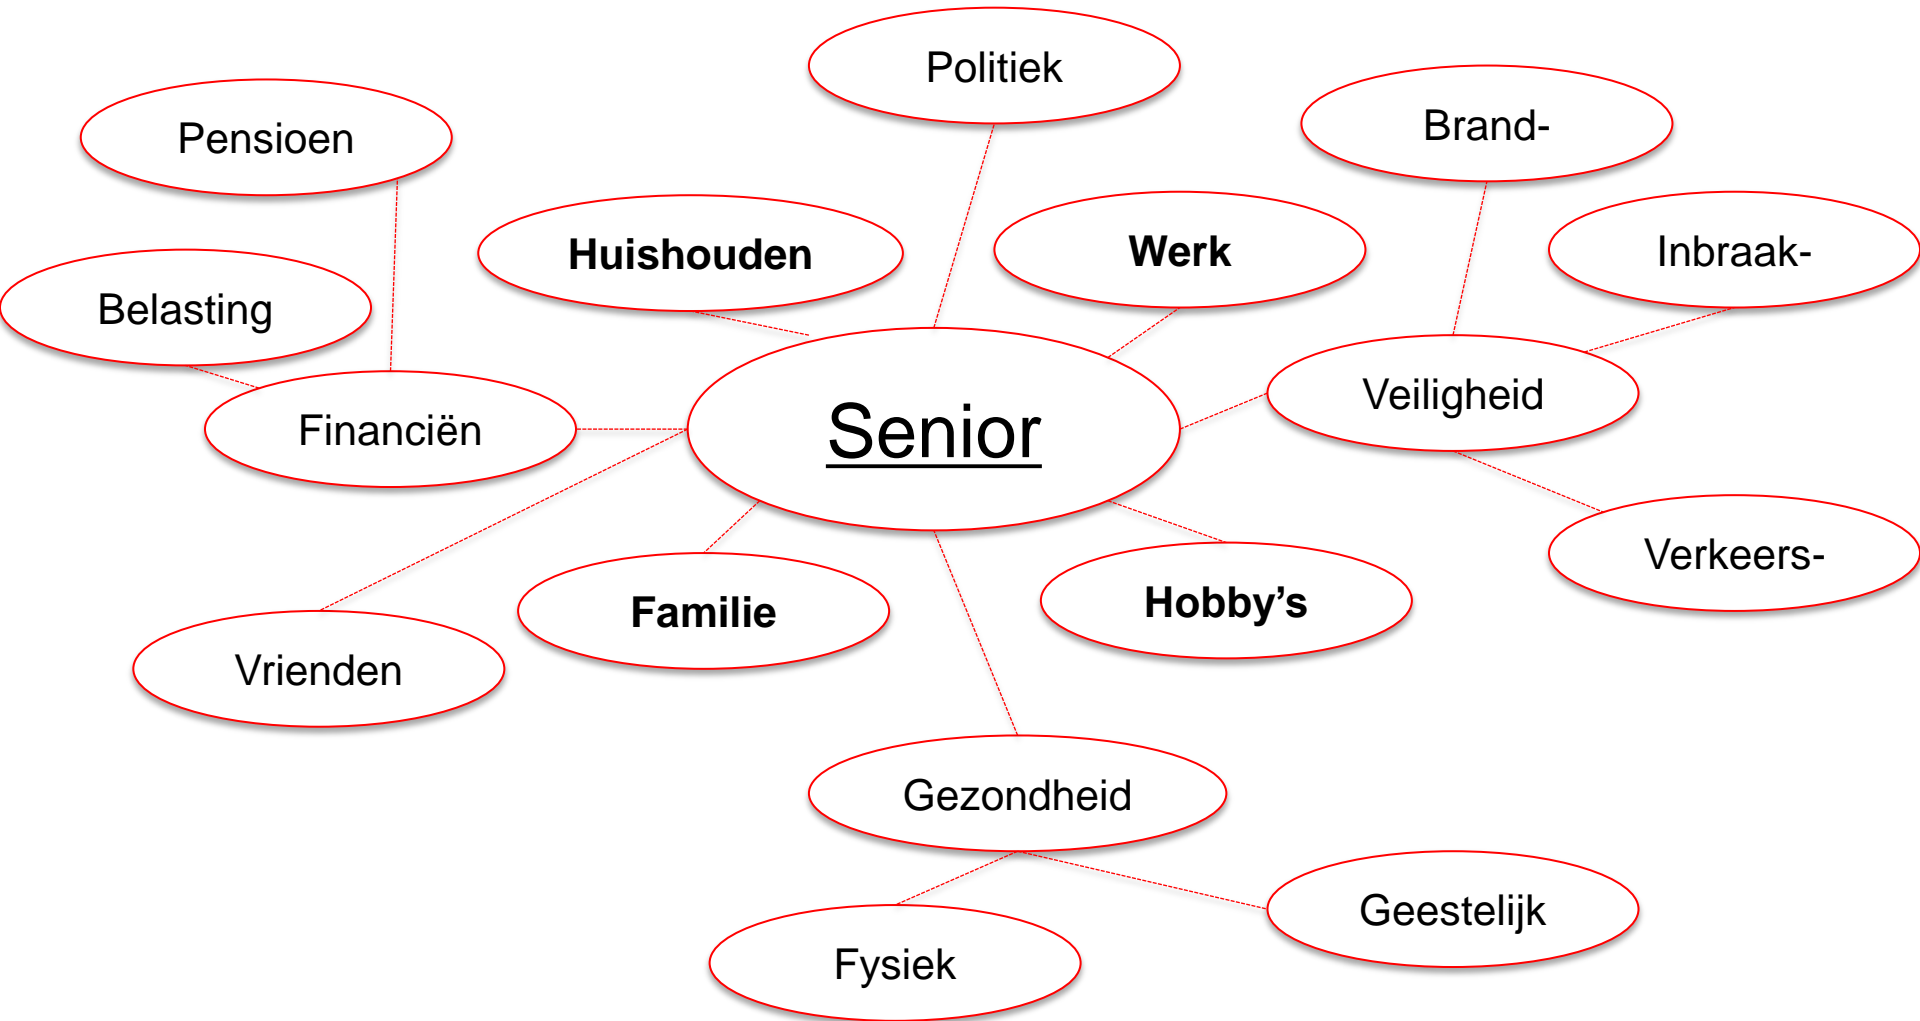 Politiek
Pensioen
Brand-
Huishouden
Werk
Inbraak-
Belasting
Financiën
Senior
Veiligheid
Verkeers-
Familie
Hobby’s
Vrienden
Gezondheid
Geestelijk
Fysiek